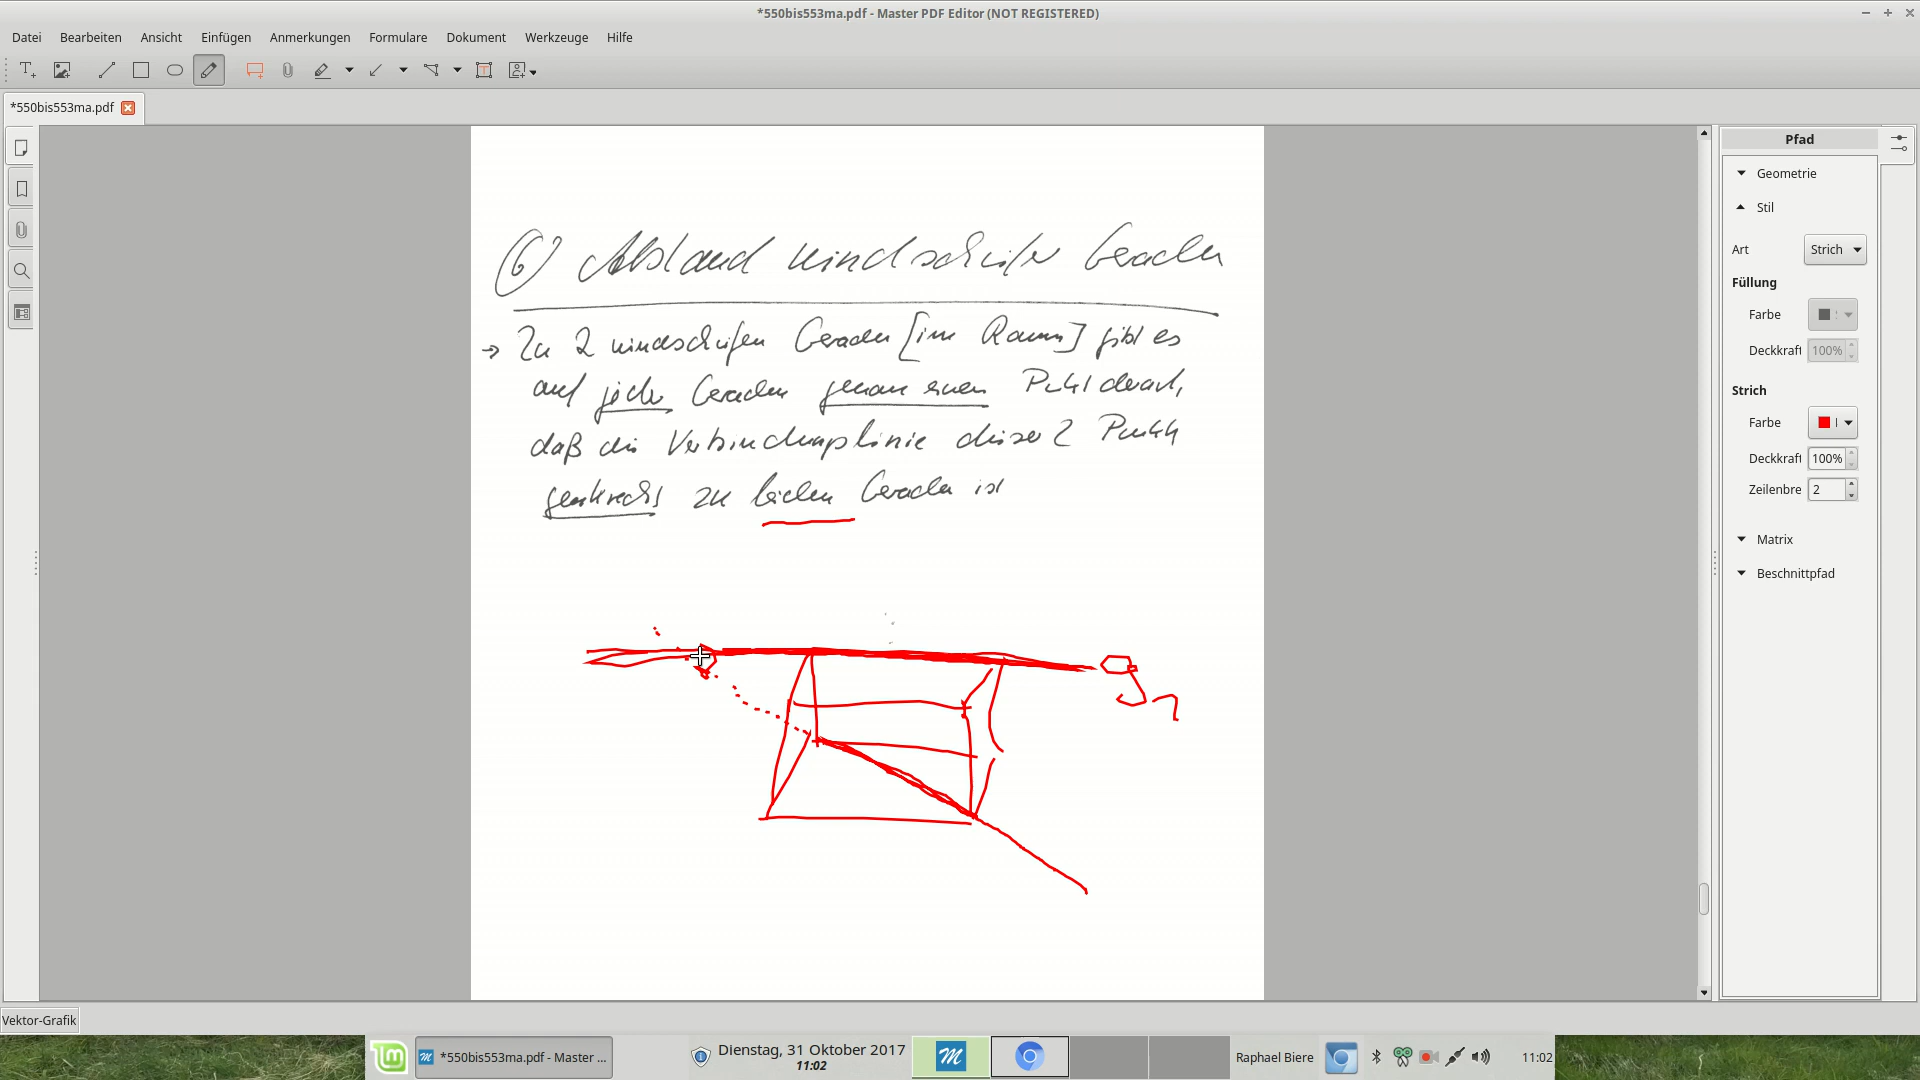 *550bis553ma.pdf - Master PDF Editor (NOT REGISTERED)
Datei Bearbeiten Ansicht Einfügen Anmerkungen Formulare Dokument Werkzeuge Hilfe
*550bis553ma.pdf
6) Abstand windschiefer Geraden
→ Zu 2 windschiefen Geraden [im Raum] gibt es
auf jeder Geraden genau einen Punkt derart,
daß die Verbindungslinie dieser 2 Punkte
senkrecht zu beiden Geraden ist
g
Pfad
Geometrie
Stil
Art Strich
Füllung
Farbe
Deckkraft 100%
Strich
Farbe
Deckkraft 100%
Zeilenbre 2
Matrix
Beschnittpfad
Vektor-Grafik
*550bis553ma.pdf - Master ...
Dienstag, 31 Oktober 2017
11:02
Raphael Biere
11:02